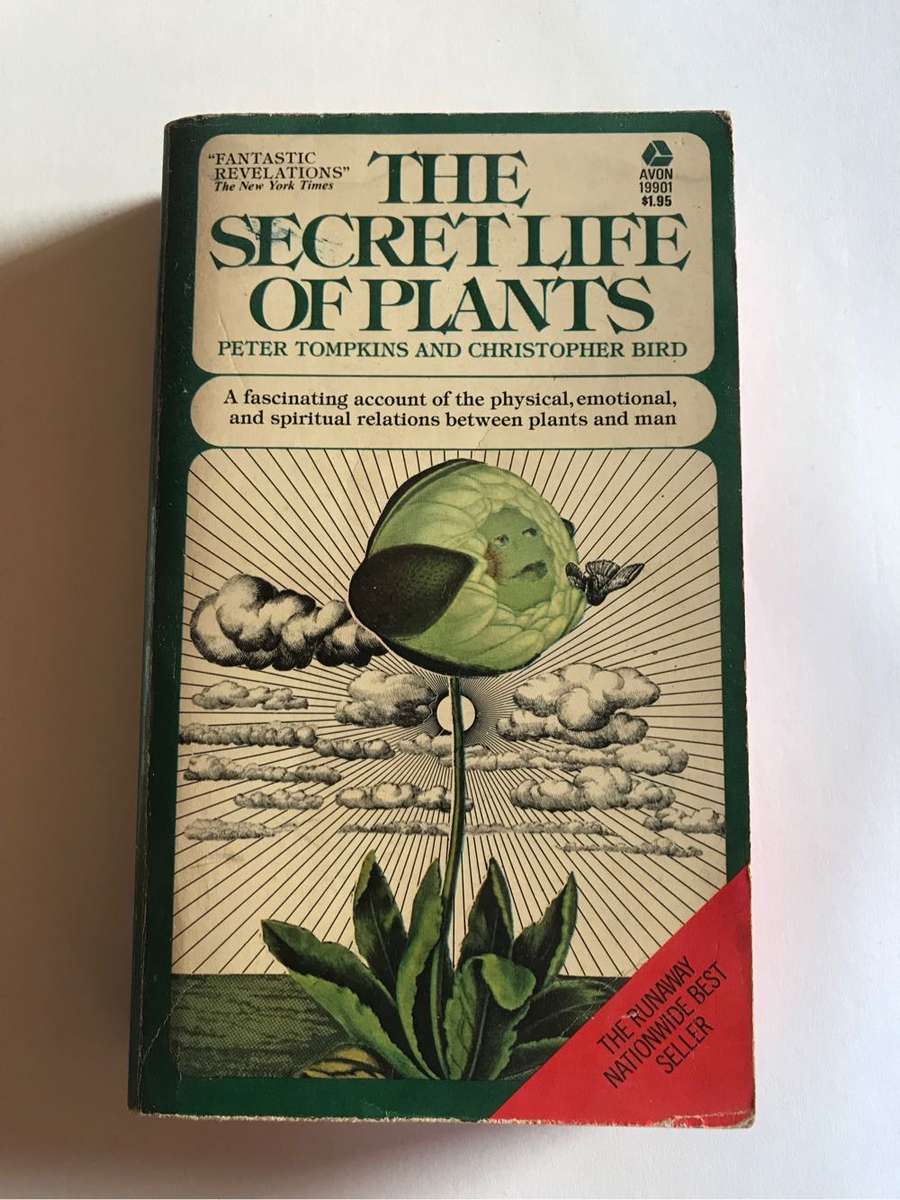 "FANTASTIC
REVELATIONS"
The New York Times
THE
SECRET LIFE
OF PLANTS
AVON
19901
$1.95
PETER TOMPKINS AND CHRISTOPHER BIRD
A fascinating account of the physical, emotional,
and spiritual relations between plants and man
THE RUNAWAY
NATIONWIDE BEST
SELLER